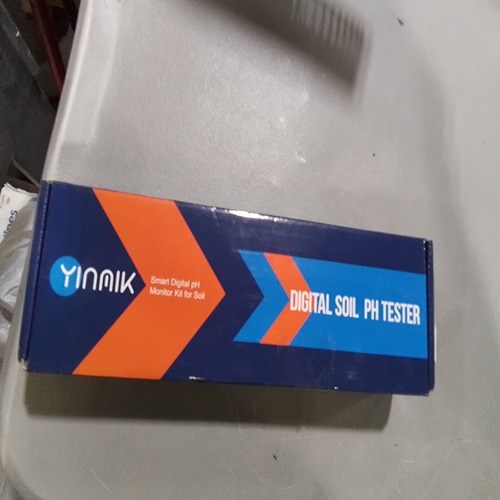 YINMIK
Smart Digital pH
Monitor Kit for Soil
DIGITAL SOIL PH TESTER